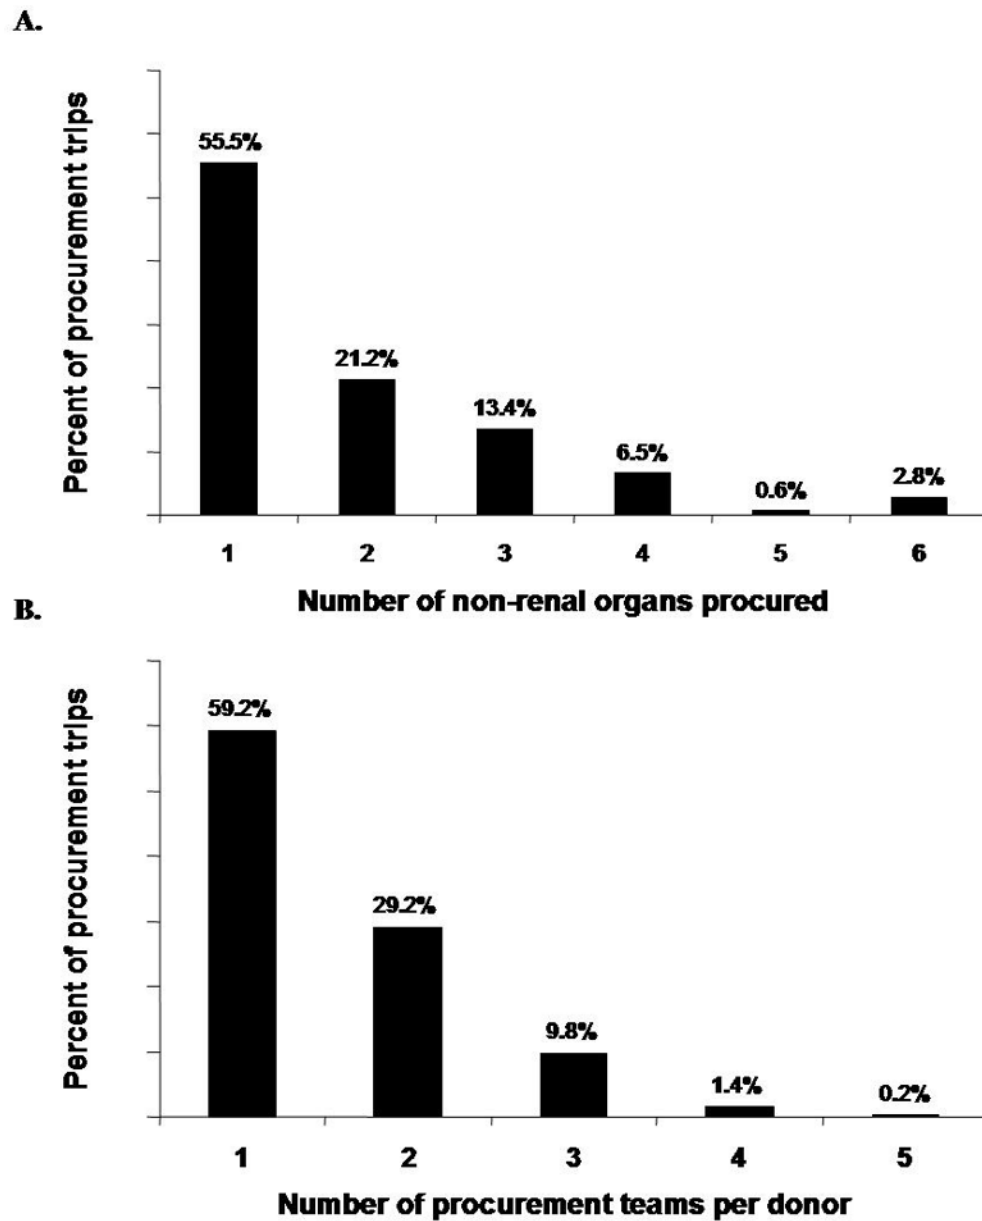 A.
Percent of procurement trips
55.5%
21.2%
13.4%
6.5%
0.6%
2.8%
1 2 3 4 5 6
Number of non-renal organs procured
B.
Percent of procurement trips
59.2%
29.2%
9.8%
1.4%
0.2%
1 2 3 4 5
Number of procurement teams per donor